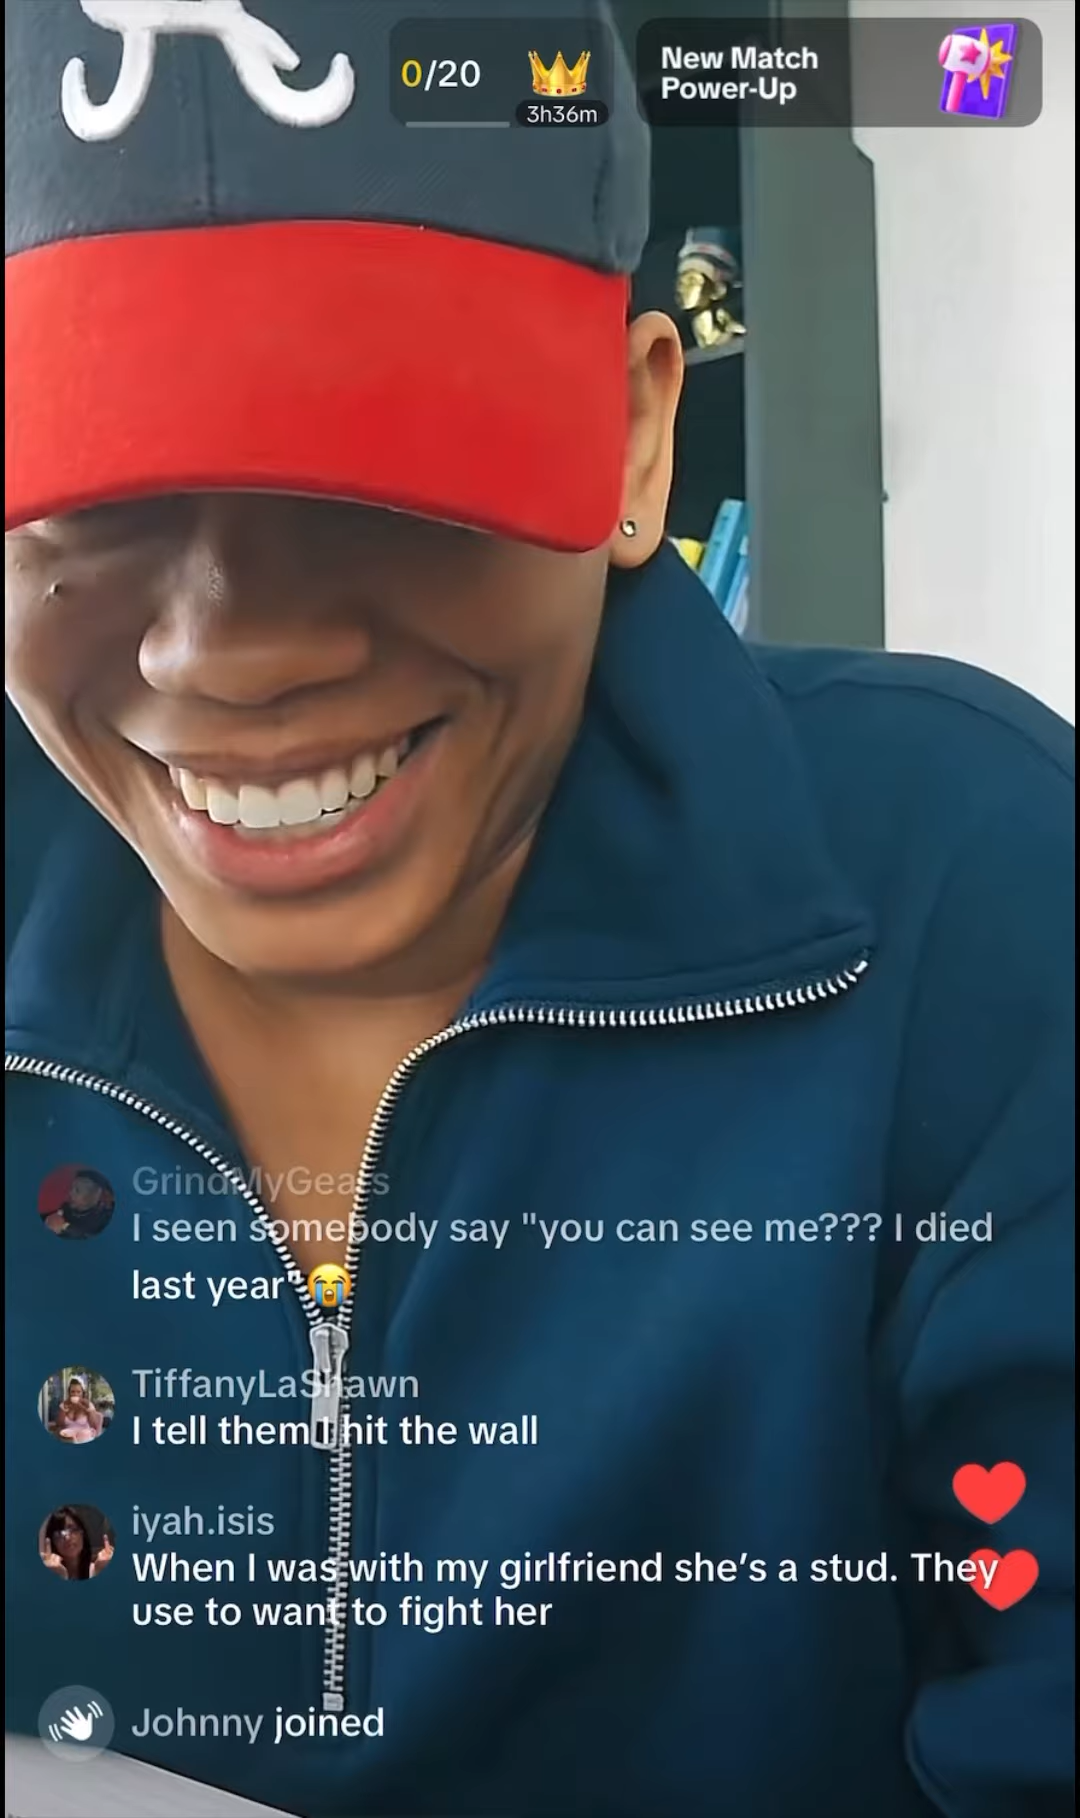 0/20
3h36m
New Match
Power-Up
GrindMyGears
I seen somebody say "you can see me??? I died
last year"😭
TiffanyLaShawn
I tell them I hit the wall
iyah.isis
When I was with my girlfriend she’s a stud. They
use to want to fight her
Johnny joined